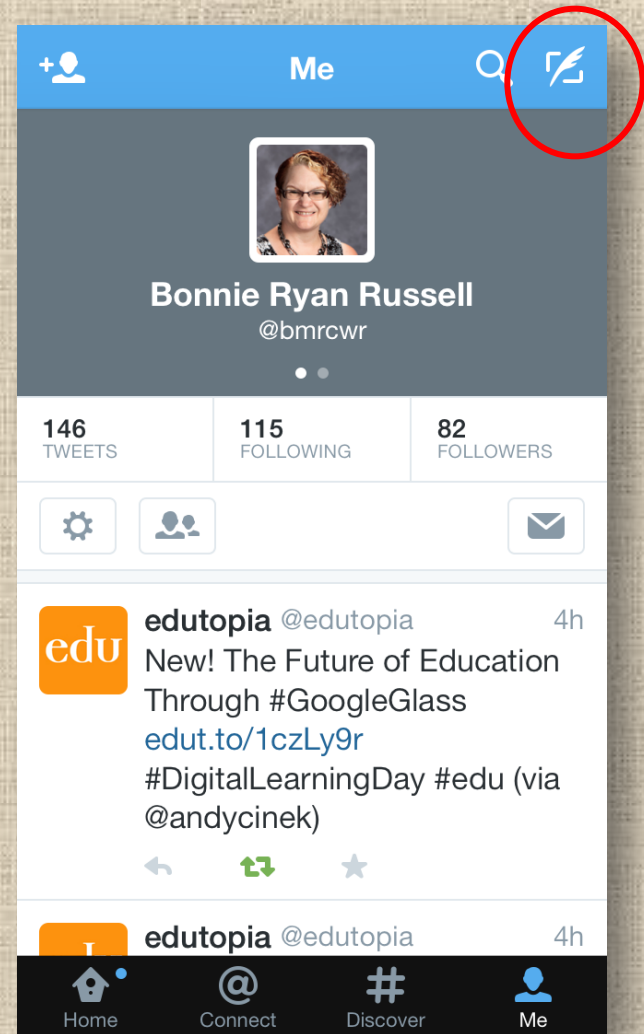 Me
Bonnie Ryan Russell
@bmrcwr
146
TWEETS
115
FOLLOWING
82
FOLLOWERS
edu
edutopia @edutopia 4h
New! The Future of Education
Through #GoogleGlass
edut.to/1czLy9r
#DigitalLearningDay #edu (via
@andycinek)
edutopia @edutopia 4h
Home
Connect
Discover
Me